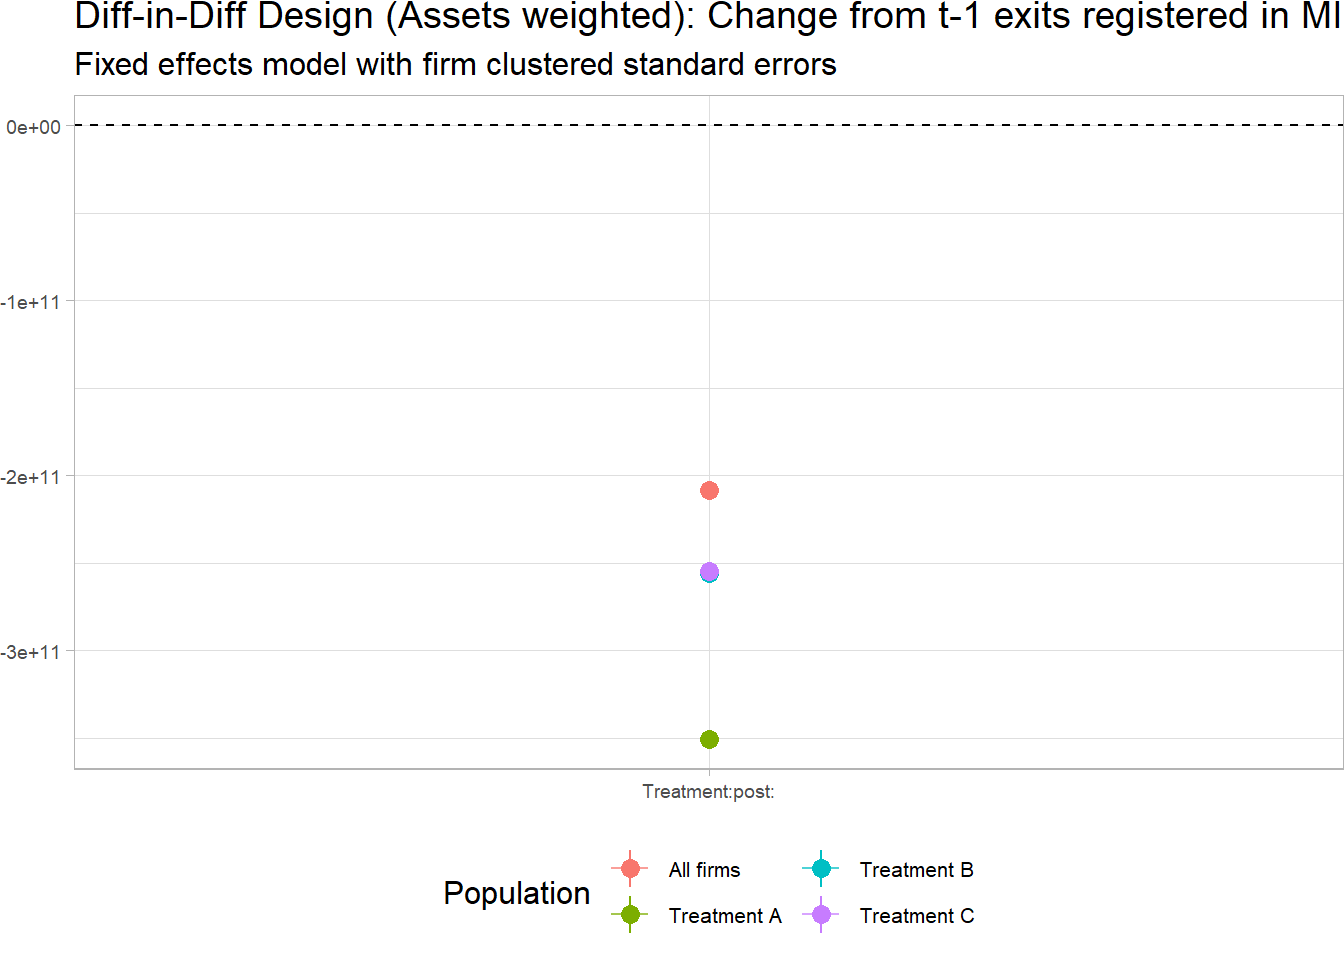 Diff-in-Diff Design (Assets weighted): Change from t-1 exits registered in MI
Fixed effects model with firm clustered standard errors
0e+00
-1e+11
-2e+11
-3e+11
Treatment:post:
Population
All firms
Treatment A
Treatment B
Treatment C